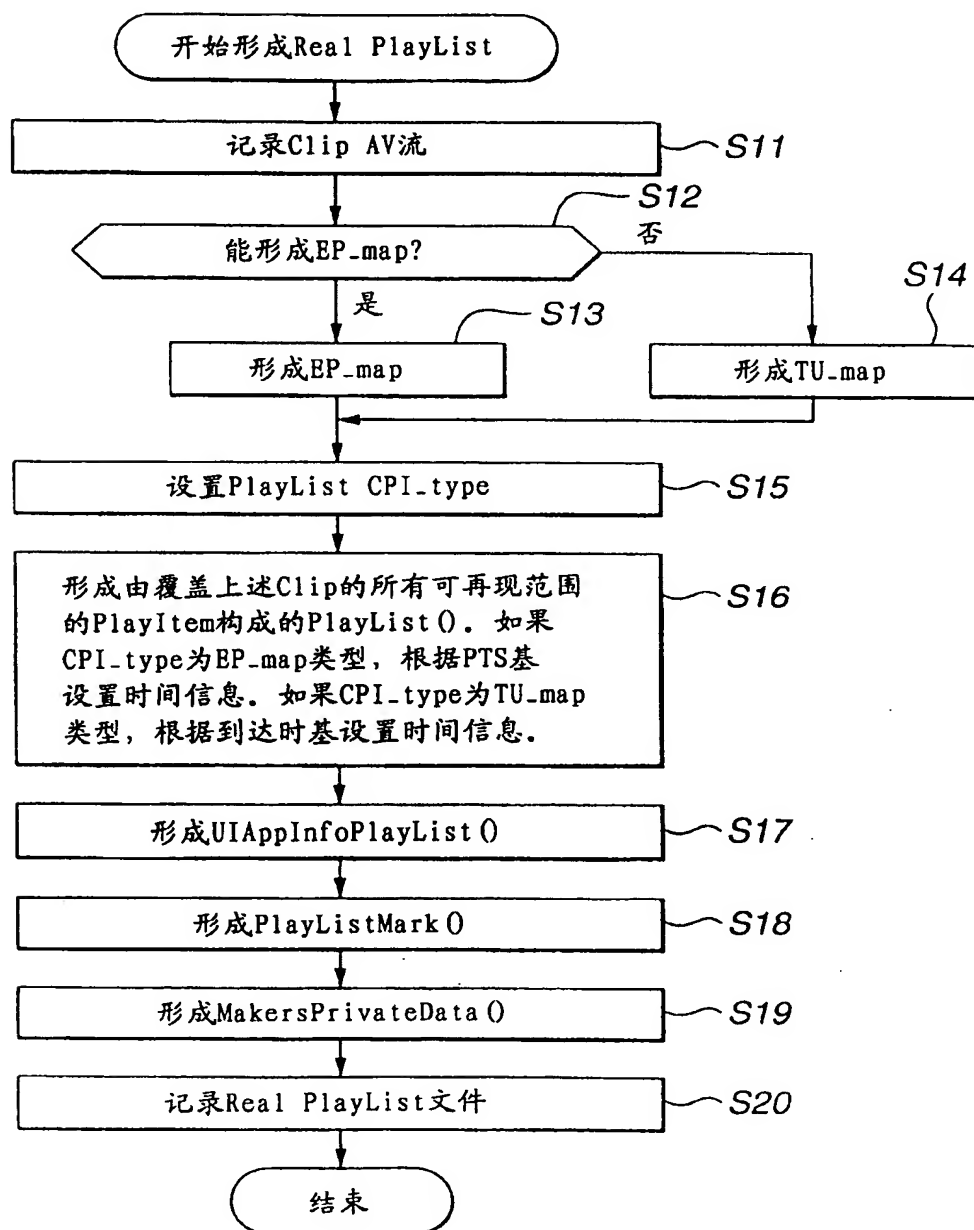 开始形成Real PlayList
记录Clip AV流
S11
S12
能形成EP_map?
否
是
S13
S14
形成EP_map
形成TU_map
设置PlayList CPI_type
S15
形成由覆盖上述Clip的所有可再现范围
的PlayItem构成的PlayList()。如果
CPI_type为EP_map类型，根据PTS基
设置时间信息。如果CPI_type为TU_map
类型，根据到达时基设置时间信息。
S16
形成UIAppInfoPlayList()
S17
形成PlayListMark()
S18
形成MakersPrivateData()
S19
记录Real PlayList文件
S20
结束